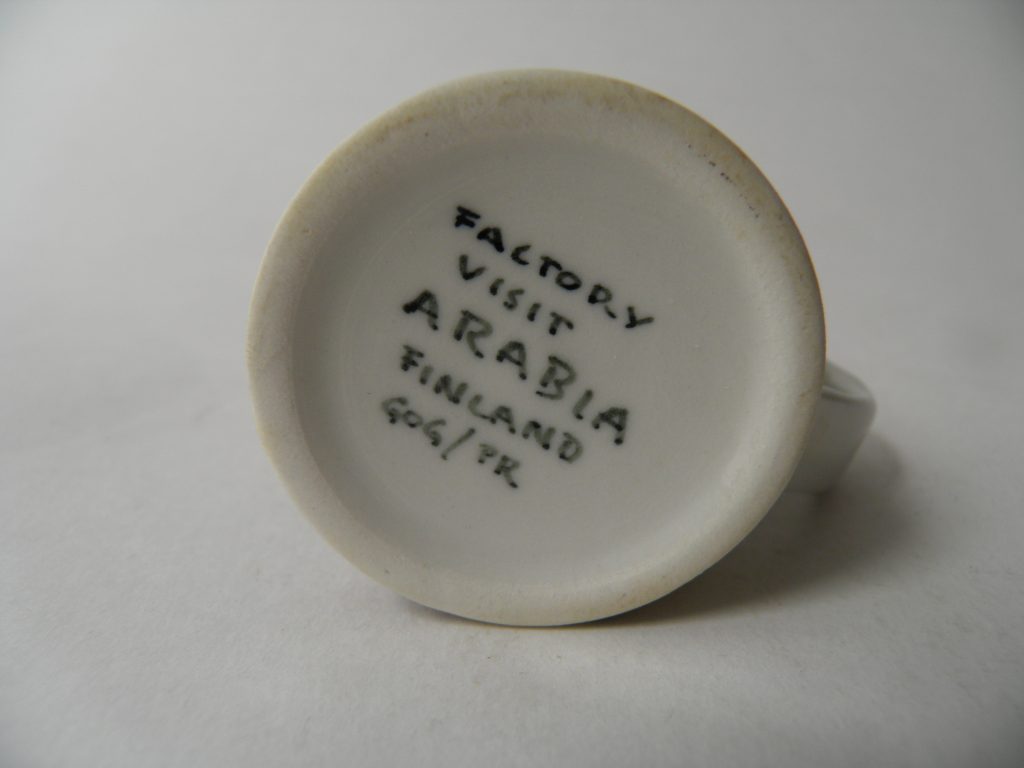 FACTORY
VISIT
ARABIA
FINLAND
GOG/PR